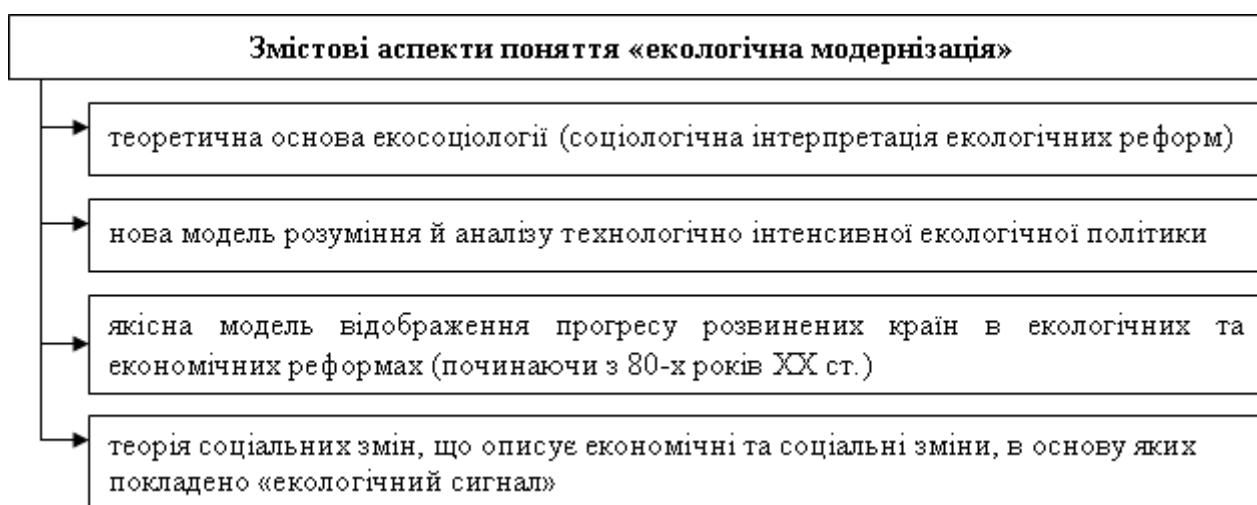 Змістові аспекти поняття «екологічна модернізація»
теоретична основа екосоціології (соціологічна інтерпретація екологічних реформ)
нова модель розуміння й аналізу технологічно інтенсивної екологічної політики
якісна модель відображення прогресу розвинених країн в екологічних та
економічних реформах (починаючи з 80-х років XX ст.)
теорія соціальних змін, що описує економічні та соціальні зміни, в основу яких
покладено «екологічний сигнал»